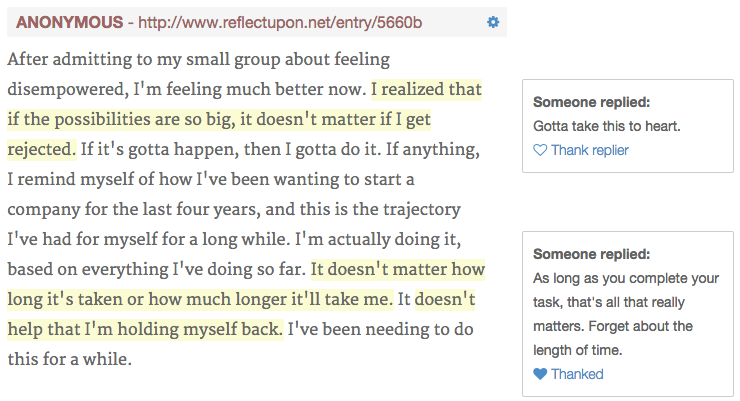 ANONYMOUS - http://www.reflectupon.net/entry/5660b
After admitting to my small group about feeling
disempowered, I'm feeling much better now. I realized that
if the possibilities are so big, it doesn't matter if I get
rejected. If it's gotta happen, then I gotta do it. If anything,
I remind myself of how I've been wanting to start a
company for the last four years, and this is the trajectory
I've had for myself for a long while. I'm actually doing it,
based on everything I've doing so far. It doesn't matter how
long it's taken or how much longer it'll take me. It doesn't
help that I'm holding myself back. I've been needing to do
this for a while.
Someone replied:
Gotta take this to heart.
Thank replier
Someone replied:
As long as you complete your
task, that's all that really
matters. Forget about the
length of time.
Thanked